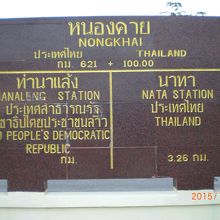 หนองคาย
NONGKHAI
ประเทศไทย THAILAND
กม. 621 + 100.00
ท่านาแล้ง
ANALENG STATION
ประเทศสาธารณรัฐ
ชาธิปไตยประชาชนลาว
PEOPLE'S DEMOCRATIC
REPUBLIC
กม.
นาทา
NATA STATION
ประเทศไทย
THAILAND
3.26 กม.
2015/